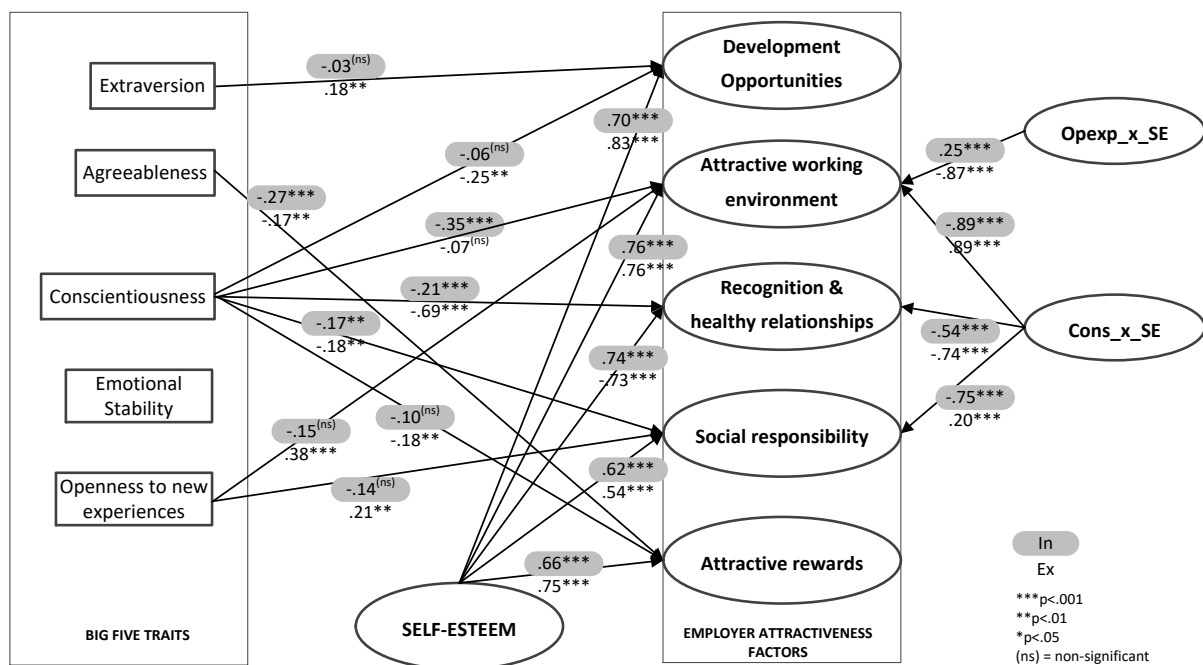 Extraversion
Agreeableness
Conscientiousness
Emotional
Stability
Openness to new
experiences
BIG FIVE TRAITS
-.03(ns)
.18**
-.06(ns)
-.25**
-.27***
-.17**
-.35***
-.07(ns)
-.21***
-.69***
-.17**
-.18**
-.10(ns)
-.18**
-.15(ns)
.38***
-.14(ns)
.21**
.70***
.83***
.76***
.76***
.74***
-.73***
.62***
.54***
.66***
.75***
SELF-ESTEEM
Development
Opportunities
Attractive working
environment
Recognition &
healthy relationships
Social responsibility
Attractive rewards
EMPLOYER ATTRACTIVENESS
FACTORS
Opexp_x_SE
.25***
-.87***
-.89***
.89***
Cons_x_SE
-.54***
-.74***
-.75***
.20***
In
Ex
***p<.001
**p<.01
*p<.05
(ns) = non-significant